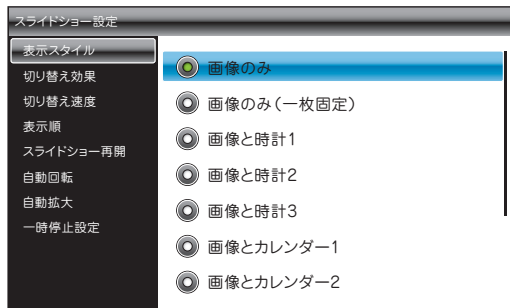 スライドショー設定
表示スタイル
切り替え効果
切り替え速度
表示順
スライドショー再開
自動回転
自動拡大
一時停止設定
画像のみ
画像のみ（一枚固定）
画像と時計1
画像と時計2
画像と時計3
画像とカレンダー1
画像とカレンダー2